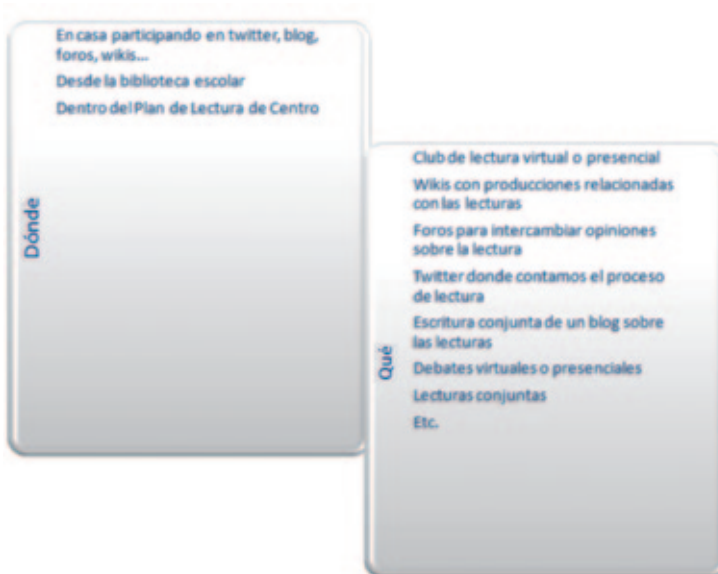 En casa participando en twitter, blog,
foros, wikis...
Desde la biblioteca escolar
Dentro del Plan de Lectura de Centro
Dónde
Club de lectura virtual o presencial
Wikis con producciones relacionadas
con las lecturas
Foros para intercambiar opiniones
sobre la lectura
Twitter donde contamos el proceso
de lectura
Escritura conjunta de un blog sobre
las lecturas
Debates virtuales o presenciales
Lecturas conjuntas
Etc.
Qué